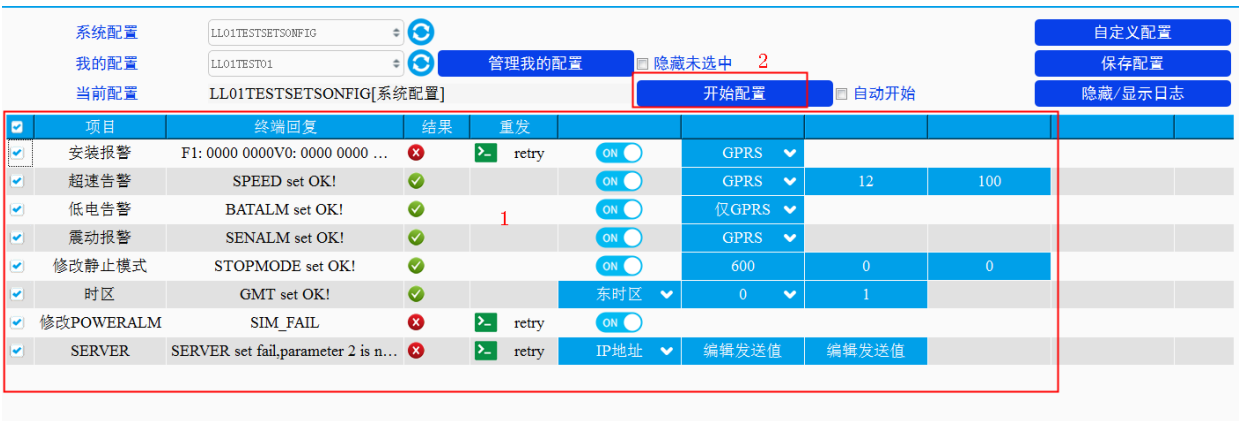 系统配置 LL01TESTSETSONFIG 自定义配置
我的配置 LL01TEST01 管理我的配置 隐藏未选中 2 保存配置
当前配置 LL01TESTSETSONFIG[系统配置] 开始配置 自动开始 隐藏/显示日志
项目 终端回复 结果 重发
安装报警 F1: 0000 0000V0: 0000 0000 ... retry ON GPRS
超速告警 SPEED set OK! ON GPRS 12 100
低电告警 BATALM set OK! 1 ON 仅GPRS
震动报警 SENALM set OK! ON GPRS
修改静止模式 STOPMODE set OK! ON 600 0 0
时区 GMT set OK! 东时区 0 1
修改POWERALM SIM_FAIL retry ON
SERVER SERVER set fail,parameter 2 is n... retry IP地址 编辑发送值 编辑发送值